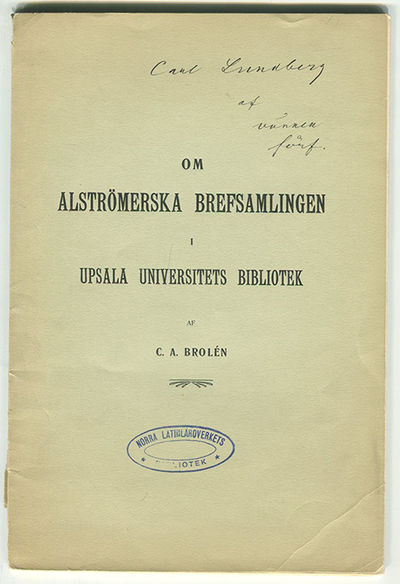 Carl Lundberg
af
vännen
förf.
OM
ALSTRÖMERSKA BREFSAMLINGEN
I
UPSALA UNIVERSITETS BIBLIOTEK
AF
C. A. BROLÉN
NORRA LATINLÄROVERKETS
BIBLIOTEK